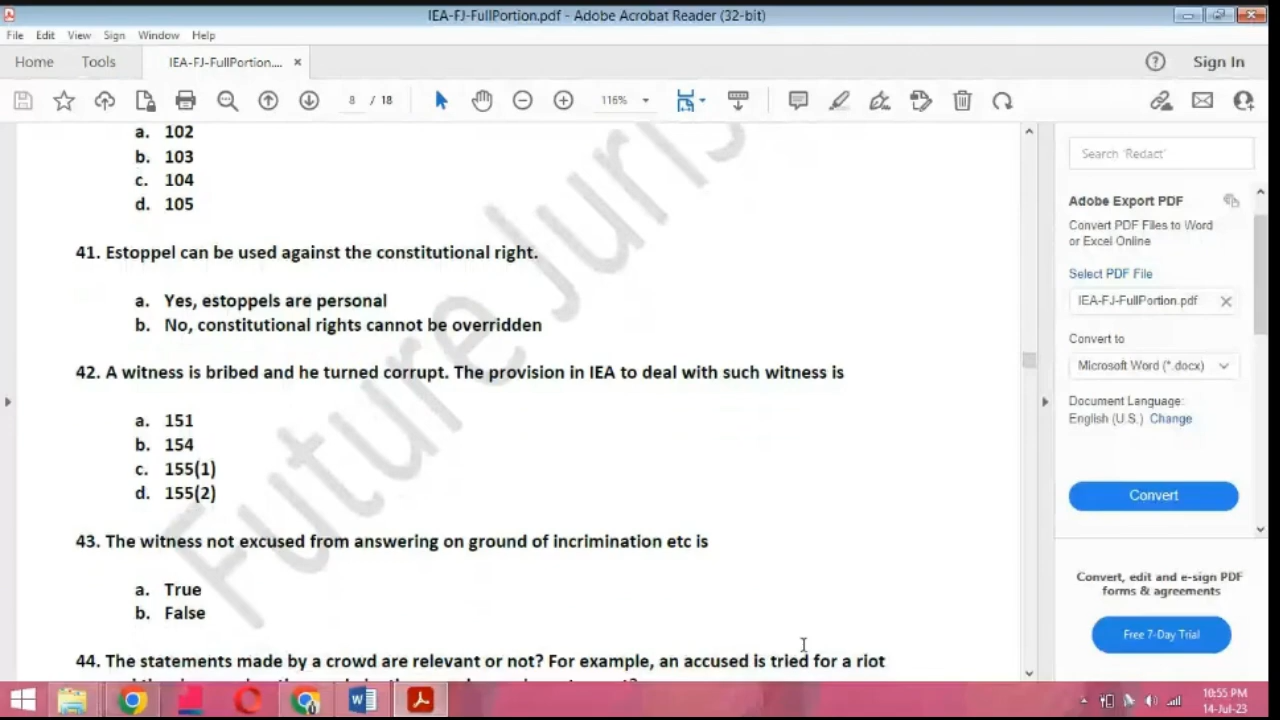 IEA-FJ-FullPortion.pdf - Adobe Acrobat Reader (32-bit)
File Edit View Sign Window Help
Home Tools IEA-FJ-FullPortion.... × Sign In
8 / 18 116%
a. 102
b. 103
c. 104
d. 105
41. Estoppel can be used against the constitutional right.
a. Yes, estoppels are personal
b. No, constitutional rights cannot be overridden
42. A witness is bribed and he turned corrupt. The provision in IEA to deal with such witness is
a. 151
b. 154
c. 155(1)
d. 155(2)
43. The witness not excused from answering on ground of incrimination etc is
a. True
b. False
44. The statements made by a crowd are relevant or not? For example, an accused is tried for a riot
Future Juris
Search 'Redact'
Adobe Export PDF
Convert PDF Files to Word
or Excel Online
Select PDF File
IEA-FJ-FullPortion.pdf
Convert to
Microsoft Word (*.docx)
Document Language:
English (U.S.) Change
Convert
Convert, edit and e-sign PDF
forms & agreements
Free 7-Day Trial
10:55 PM
14-Jul-23